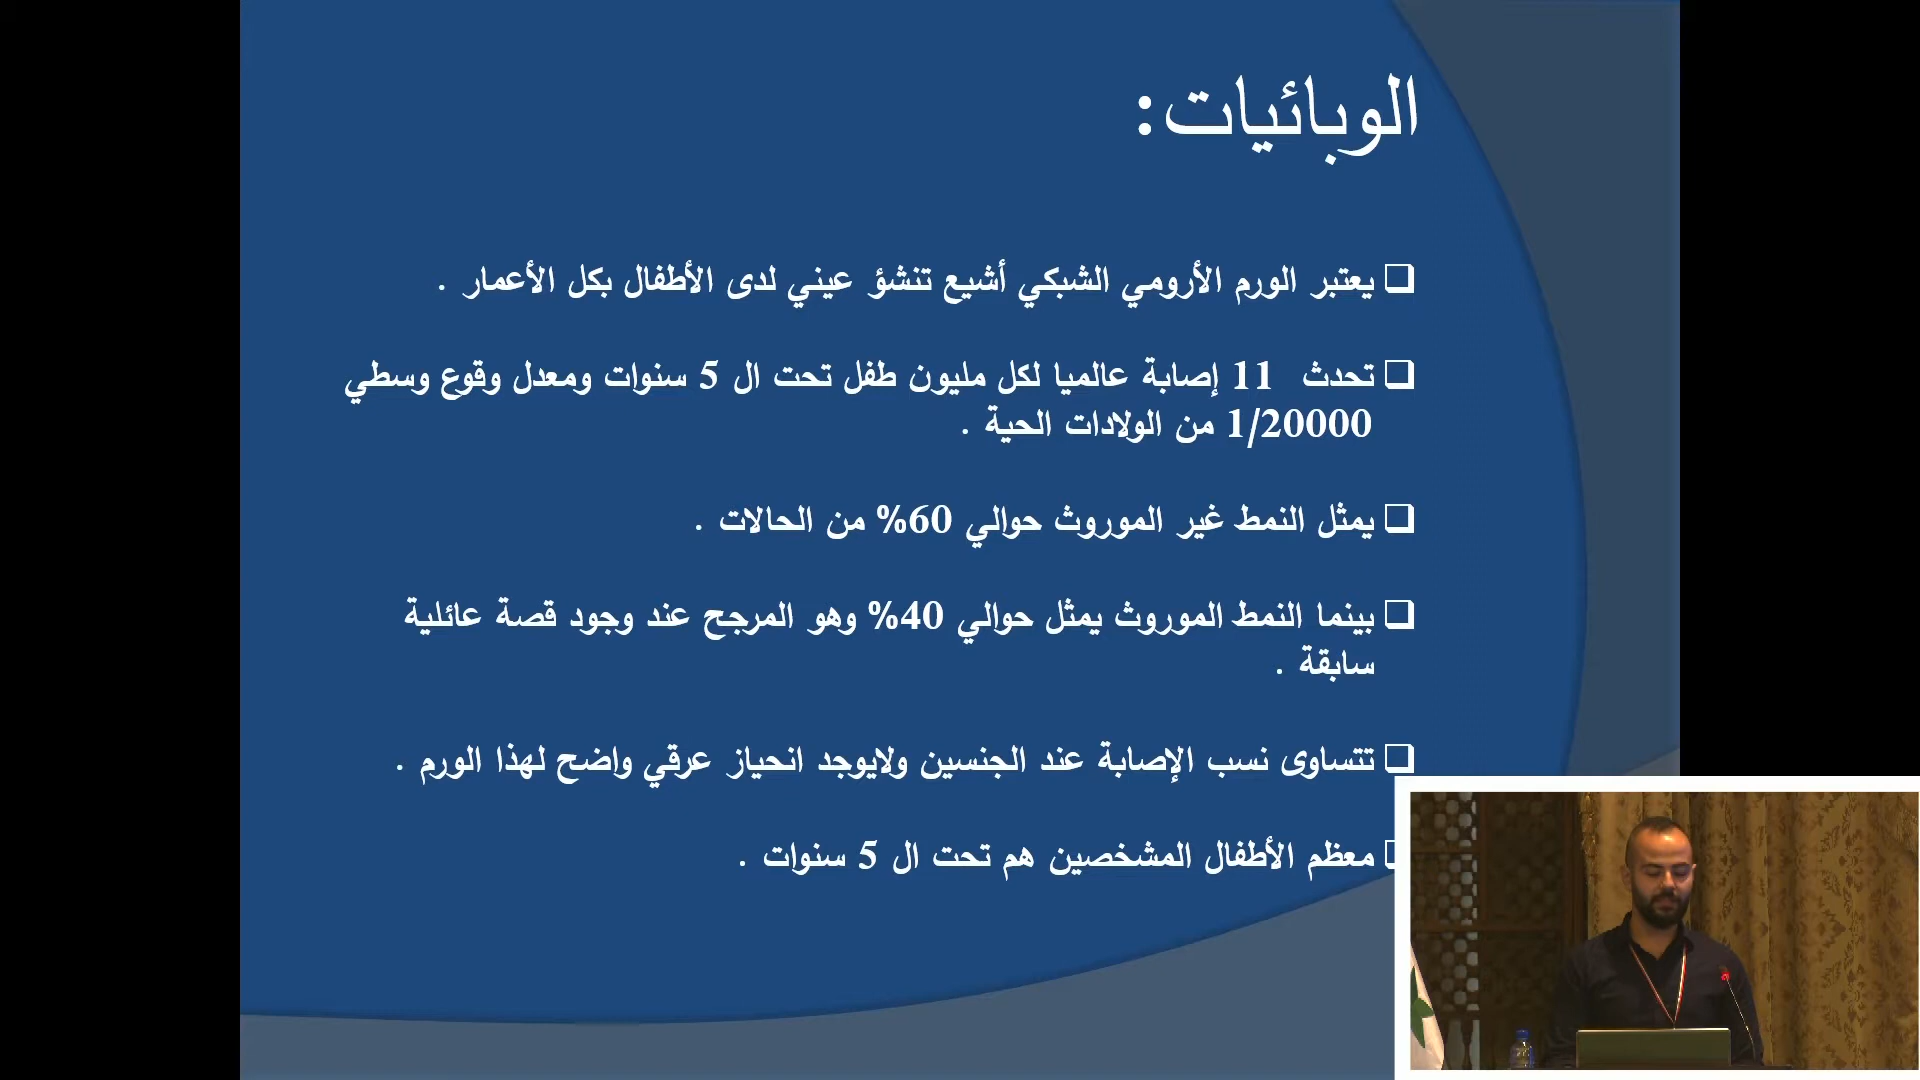 الوبائيات:
يعتبر الورم الأرومي الشبكي أشيع تنشؤ عيني لدى الأطفال بكل الأعمار .
تحدث 11 إصابة عالميا لكل مليون طفل تحت ال 5 سنوات ومعدل وقوع وسطي
1/20000 من الولادات الحية .
يمثل النمط غير الموروث حوالي 60% من الحالات .
بينما النمط الموروث يمثل حوالي 40% وهو المرجح عند وجود قصة عائلية
سابقة .
تتساوى نسب الإصابة عند الجنسين ولايوجد انحياز عرقي واضح لهذا الورم .
معظم الأطفال المشخصين هم تحت ال 5 سنوات .